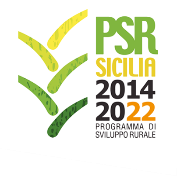 PSR
SICILIA
2014
2022
PROGRAMMA DI
SVILUPPO RURALE